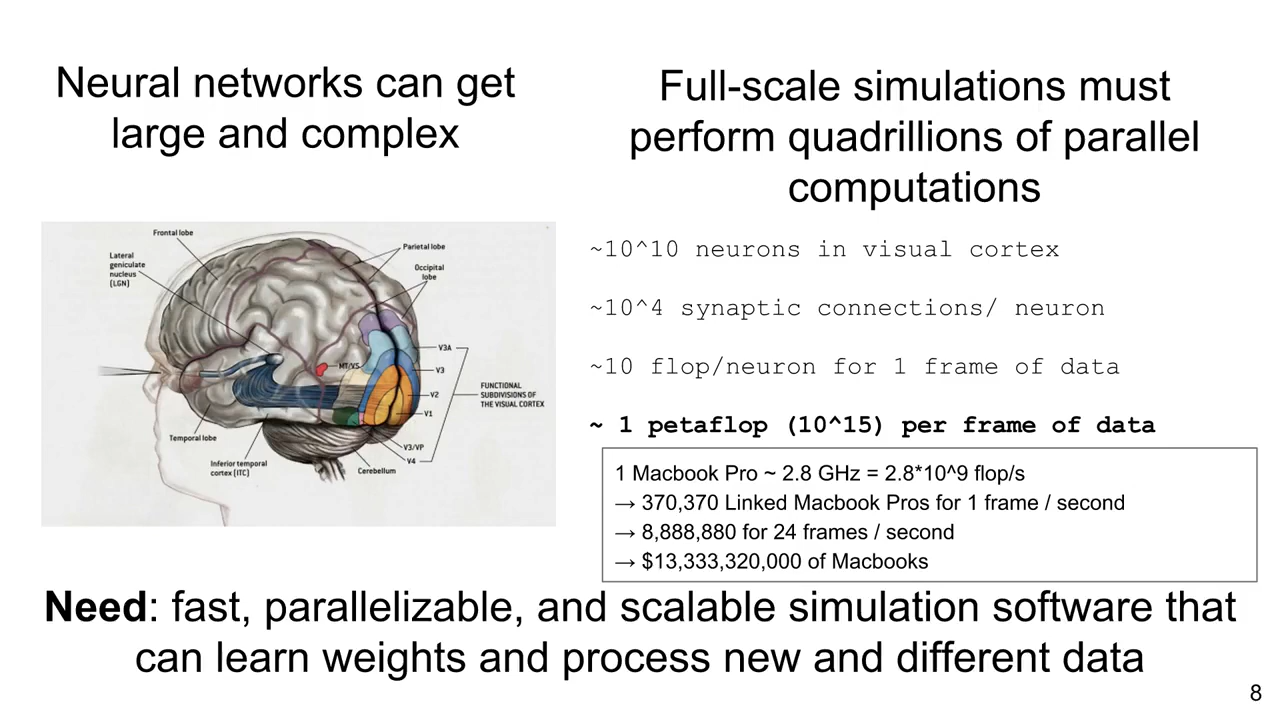 Neural networks can get
large and complex
Full-scale simulations must
perform quadrillions of parallel
computations
Frontal lobe
Lateral
geniculate
nucleus
(LGN)
Parietal lobe
Occipital
lobe
V3A
MT/V5
V3
FUNCTIONAL
SUBDIVISIONS OF
THE VISUAL CORTEX
V2
V1
Temporal lobe
V3/VP
Inferior temporal
cortex (ITC)
V4
Cerebellum
~10^10 neurons in visual cortex
~10^4 synaptic connections/ neuron
~10 flop/neuron for 1 frame of data
~ 1 petaflop (10^15) per frame of data
1 Macbook Pro ~ 2.8 GHz = 2.8*10^9 flop/s
→ 370,370 Linked Macbook Pros for 1 frame / second
→ 8,888,880 for 24 frames / second
→ $13,333,320,000 of Macbooks
Need: fast, parallelizable, and scalable simulation software that
can learn weights and process new and different data
8